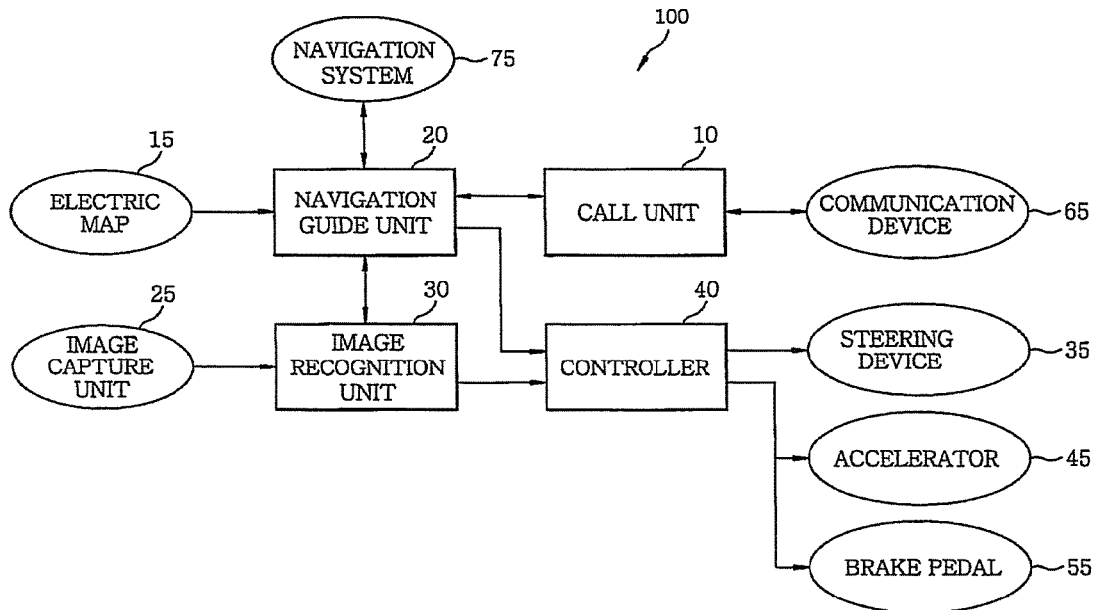 100
NAVIGATION
SYSTEM
75
15
20
10
ELECTRIC
MAP
NAVIGATION
GUIDE UNIT
CALL UNIT
COMMUNICATION
DEVICE
65
25
30
40
IMAGE
CAPTURE
UNIT
IMAGE
RECOGNITION
UNIT
CONTROLLER
STEERING
DEVICE
35
ACCELERATOR
45
BRAKE PEDAL
55